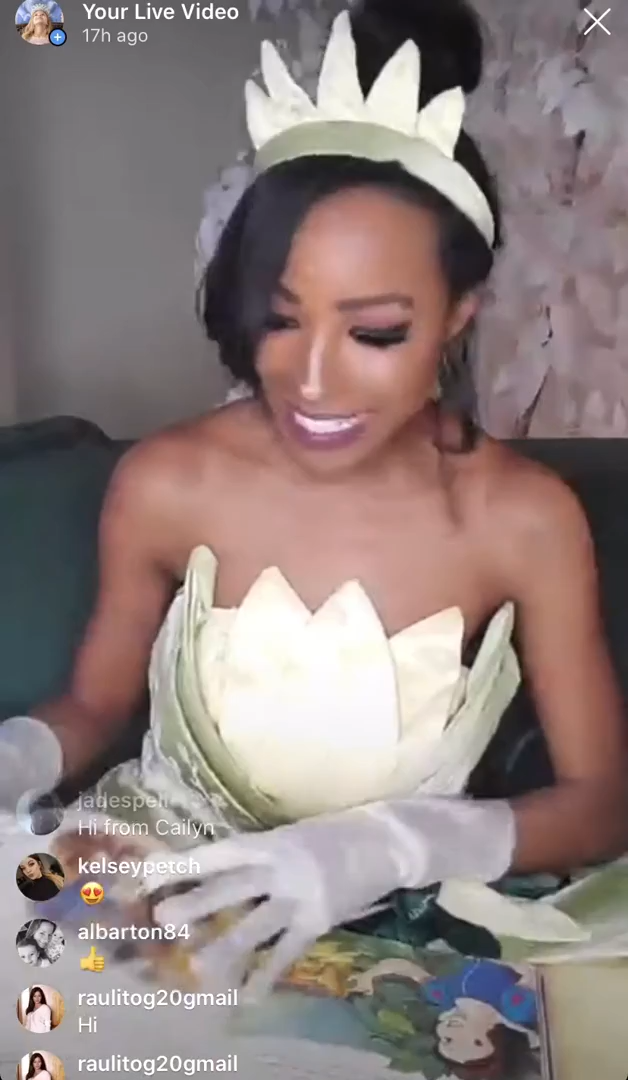 Your Live Video
17h ago
Hi from Cailyn
kelseypetch
😍
albarton84
👍
raulitog20gmail
Hi
raulitog20gmail